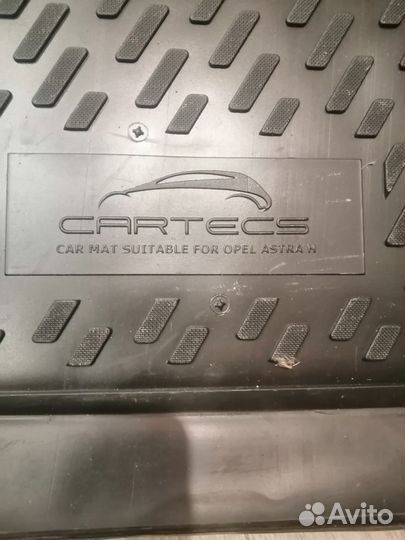 CARTECS
CAR MAT SUITABLE FOR OPEL ASTRA H
Avito